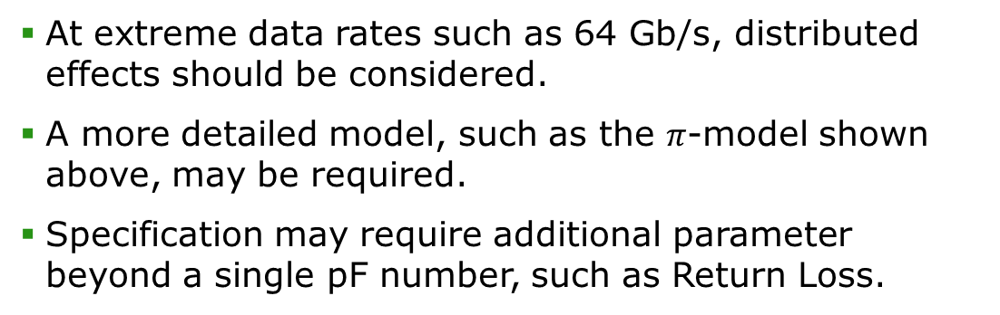 ▪ At extreme data rates such as 64 Gb/s, distributed
effects should be considered.
▪ A more detailed model, such as the π-model shown
above, may be required.
▪ Specification may require additional parameter
beyond a single pF number, such as Return Loss.